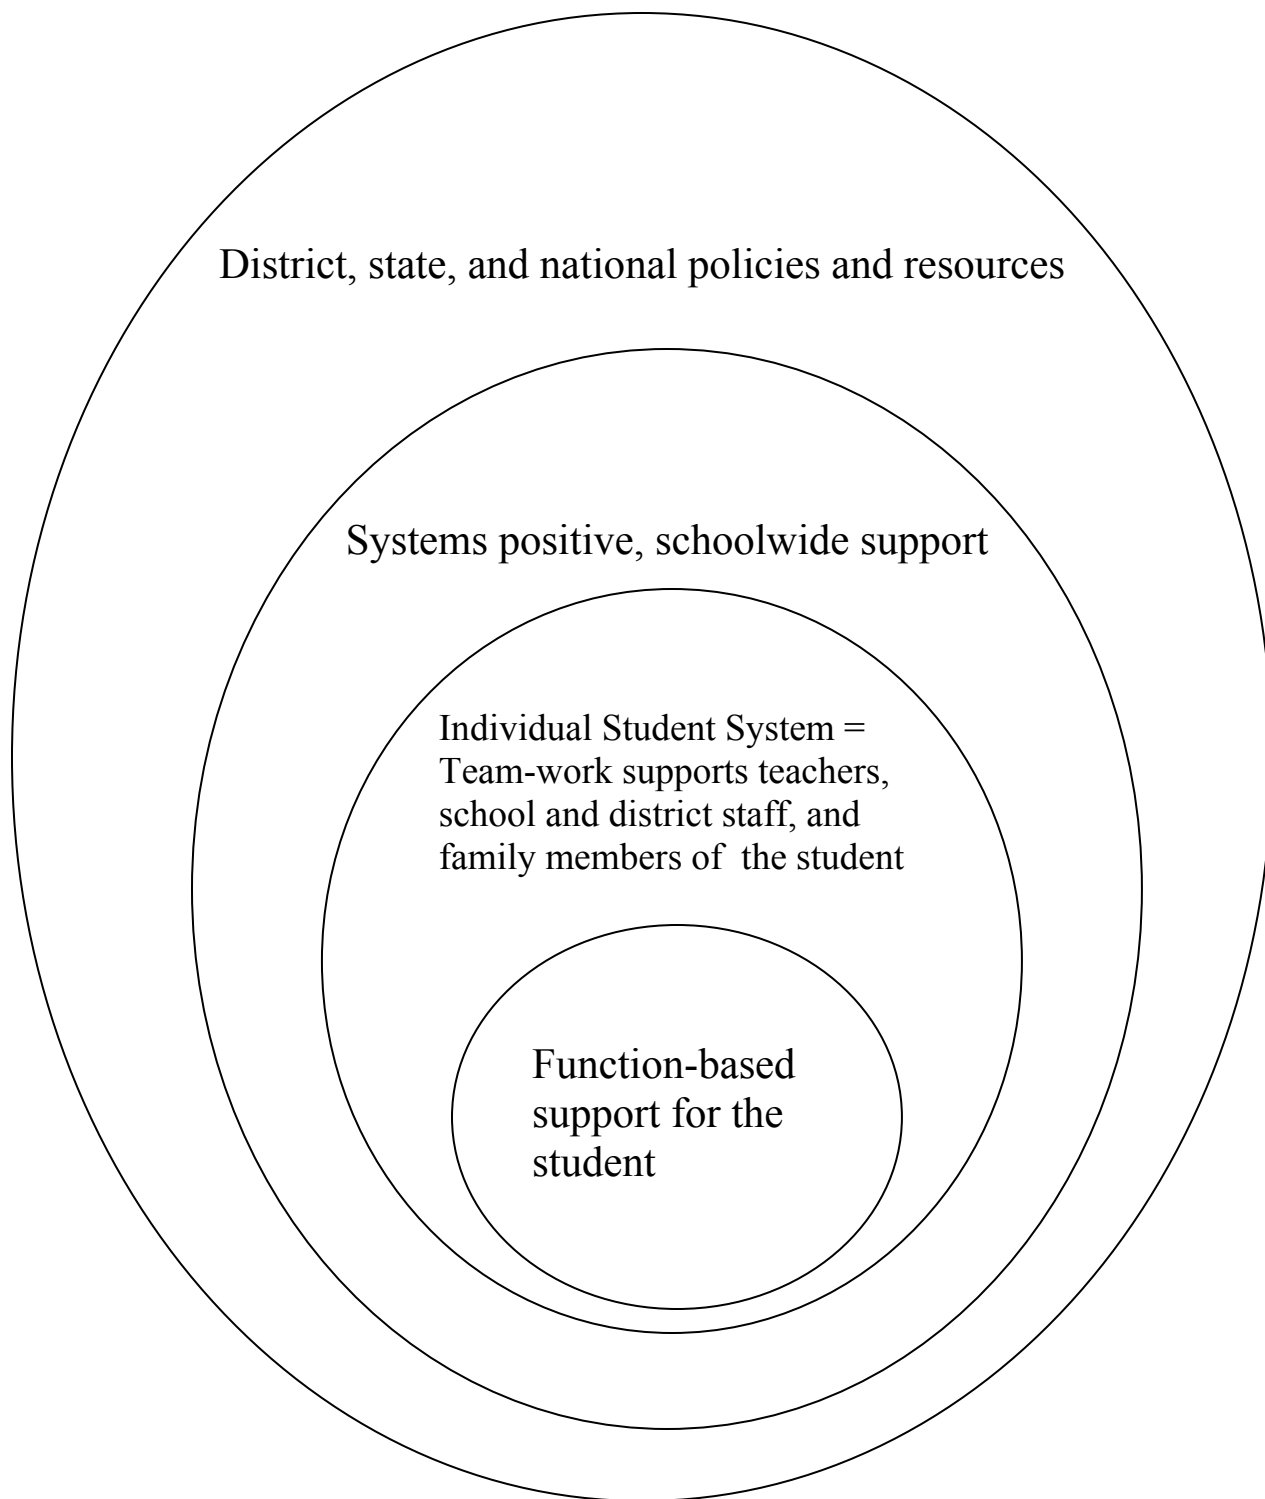 District, state, and national policies and resources
Systems positive, schoolwide support
Individual Student System =
Team-work supports teachers,
school and district staff, and
family members of  the student
Function-based
support for the
student